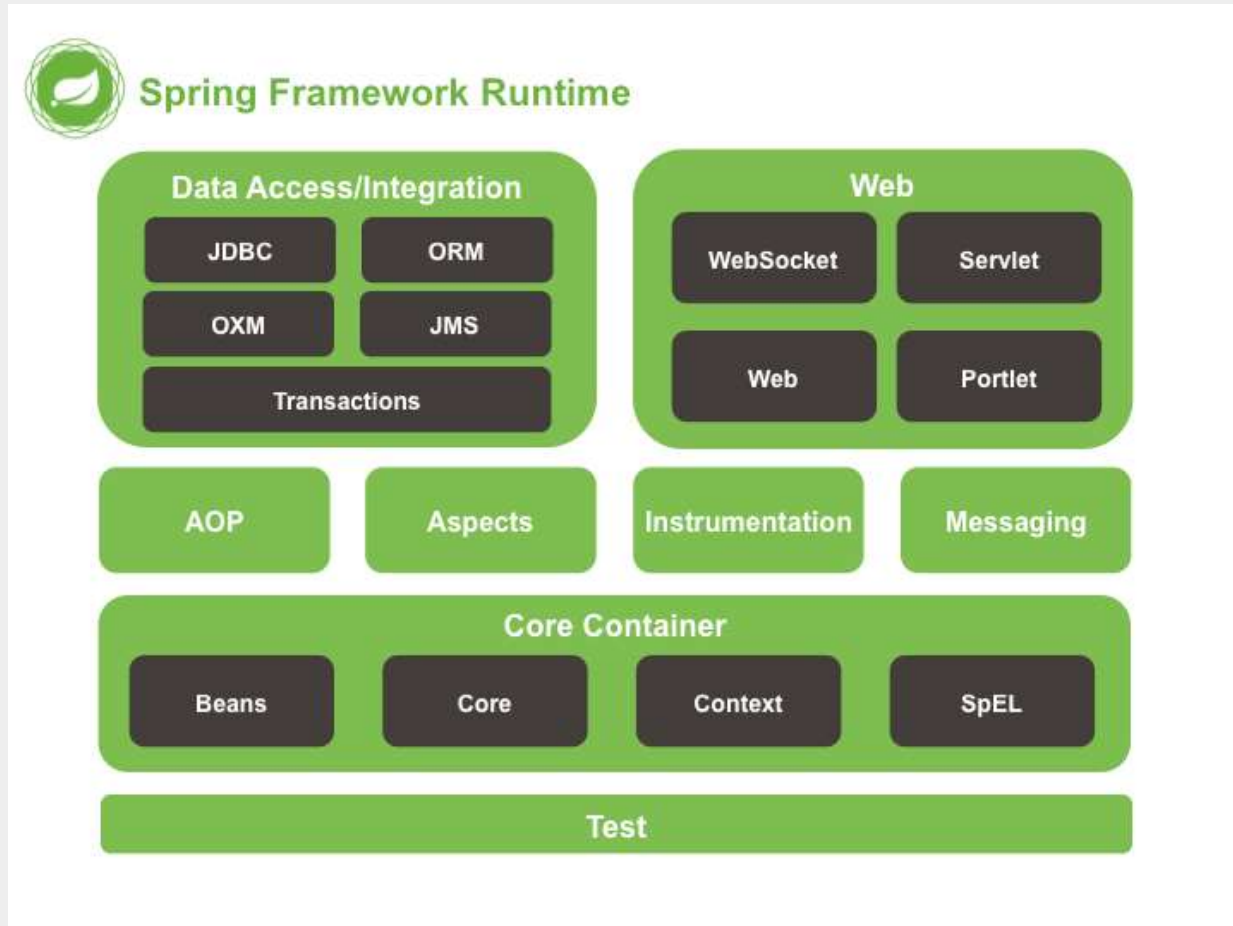 Spring Framework Runtime
Data Access/Integration
JDBC
ORM
OXM
JMS
Transactions
Web
WebSocket
Servlet
Web
Portlet
AOP
Aspects
Instrumentation
Messaging
Core Container
Beans
Core
Context
SpEL
Test